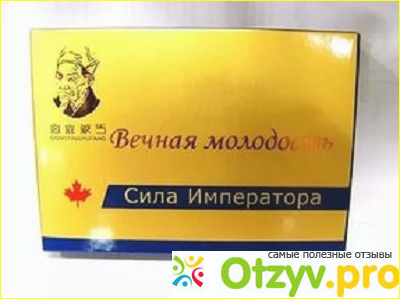 Вечная молодость
Сила Императора
самые полезные отзывы
Otzyv.pro